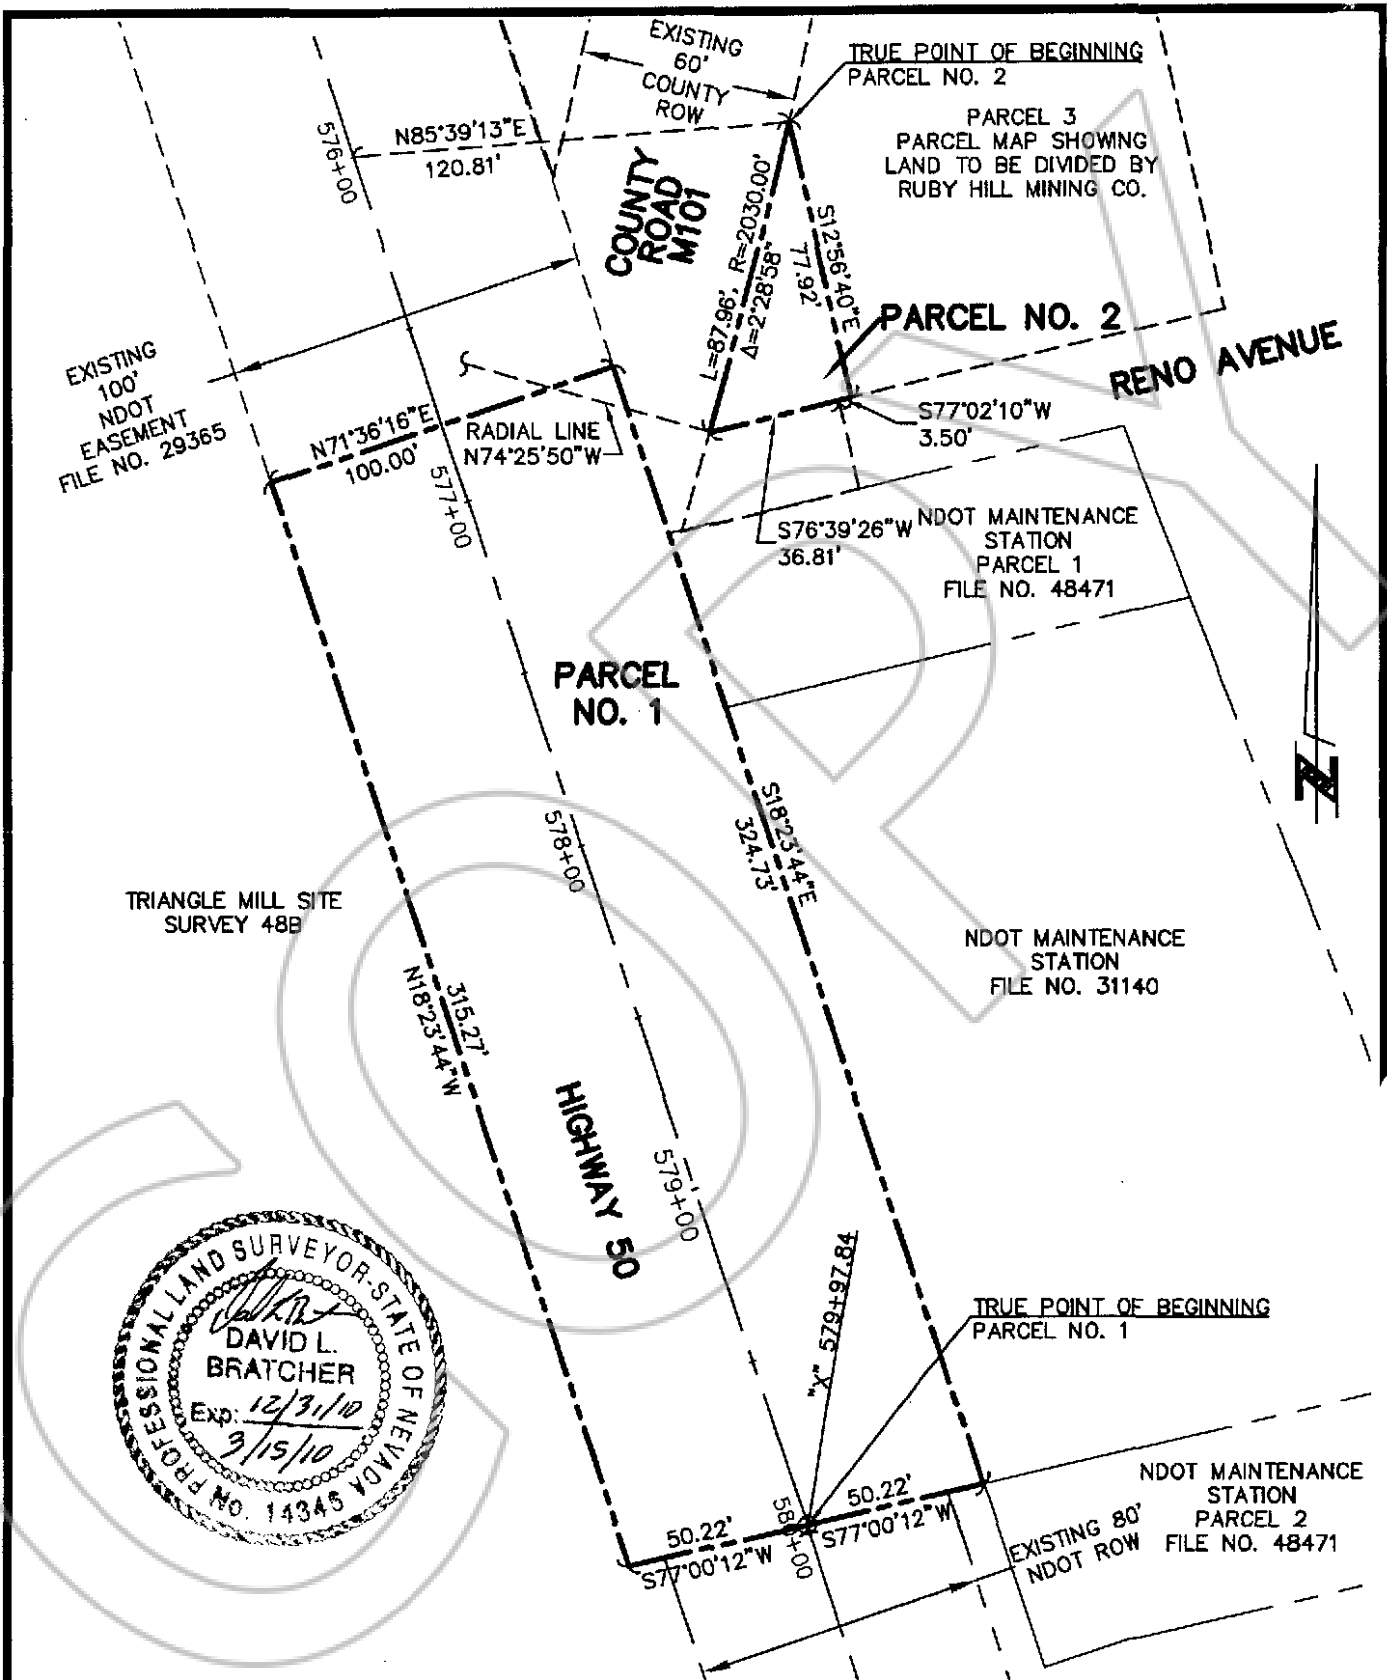 EXISTING
60'
COUNTY
ROW
TRUE POINT OF BEGINNING
PARCEL NO. 2
PARCEL 3
PARCEL MAP SHOWING
LAND TO BE DIVIDED BY
RUBY HILL MINING CO.
576+00
N85°39'13"E
120.81'
COUNTY
ROAD
M101
L=87.96', R=2030.00'
Δ=2°28'58"
S12°56'40"E
77.92'
PARCEL NO. 2
RENO AVENUE
EXISTING
100'
NDOT
EASEMENT
FILE NO. 29365
N71°36'16"E
100.00'
RADIAL LINE
N74°25'50"W
577+00
S77°02'10"W
3.50'
S76°39'26"W
36.81'
NDOT MAINTENANCE
STATION
PARCEL 1
FILE NO. 48471
PARCEL
NO. 1
N
578+00
S18°23'44"E
324.73'
TRIANGLE MILL SITE
SURVEY 48B
NDOT MAINTENANCE
STATION
FILE NO. 31140
315.27'
N18°23'44"W
HIGHWAY 50
579+00
"X" 579+97.84
TRUE POINT OF BEGINNING
PARCEL NO. 1
PROFESSIONAL LAND SURVEYOR-STATE OF NEVADA
DAVID L.
BRATCHER
Exp: 12/31/10
3/15/10
NO. 14345
50.22'
S77°00'12"W
580+00
50.22'
S77°00'12"W
EXISTING 80'
NDOT ROW
NDOT MAINTENANCE
STATION
PARCEL 2
FILE NO. 48471
COPY